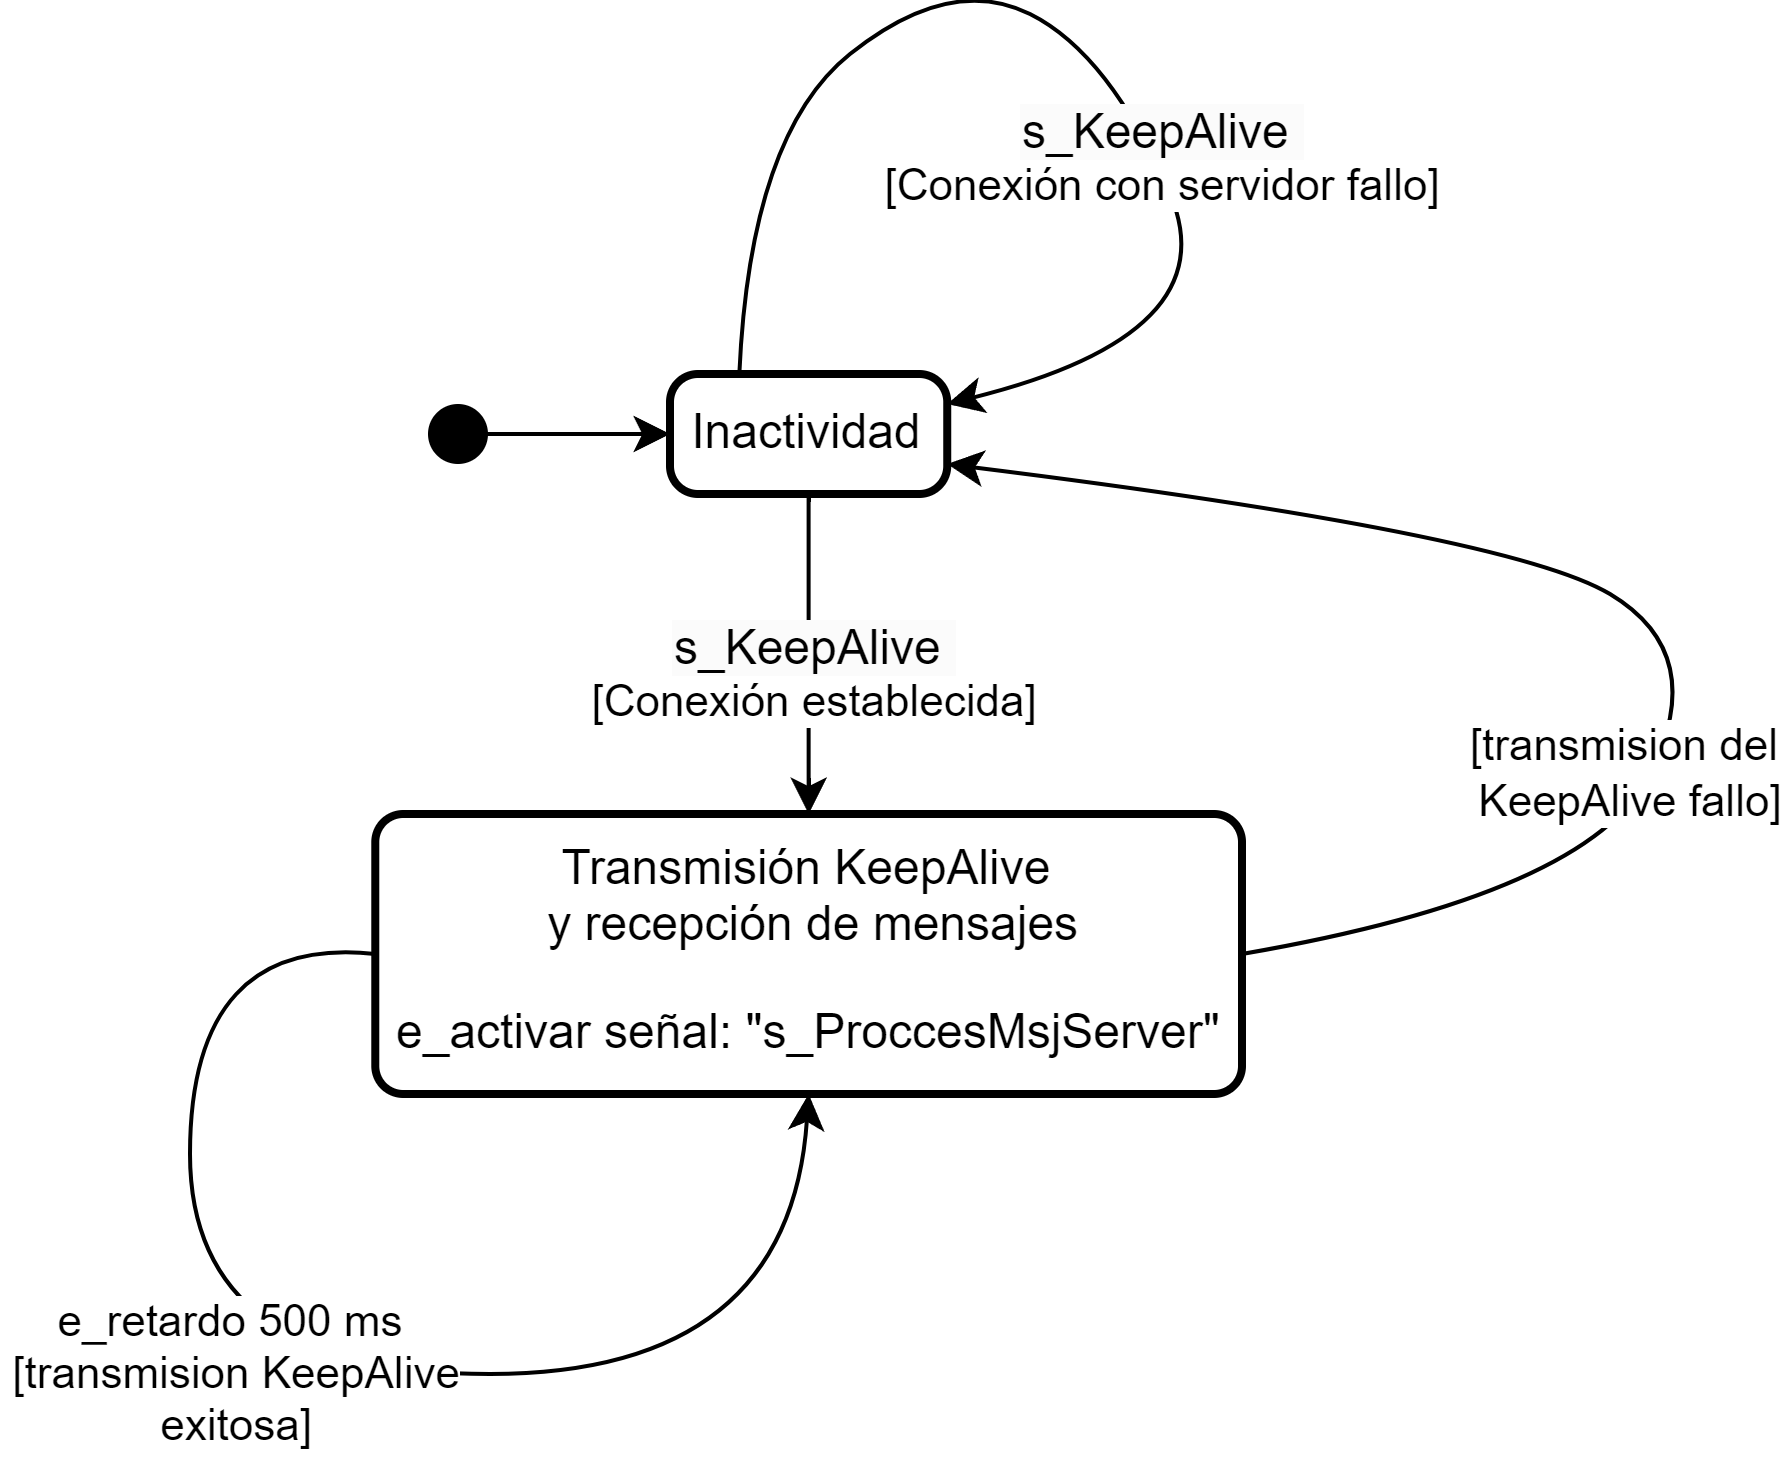 s_KeepAlive
[Conexión con servidor fallo]
Inactividad
s_KeepAlive
[Conexión establecida]
[transmision del
KeepAlive fallo]
Transmisión KeepAlive
y recepción de mensajes
e_activar señal: "s_ProccesMsjServer"
e_retardo 500 ms
[transmision KeepAlive
exitosa]